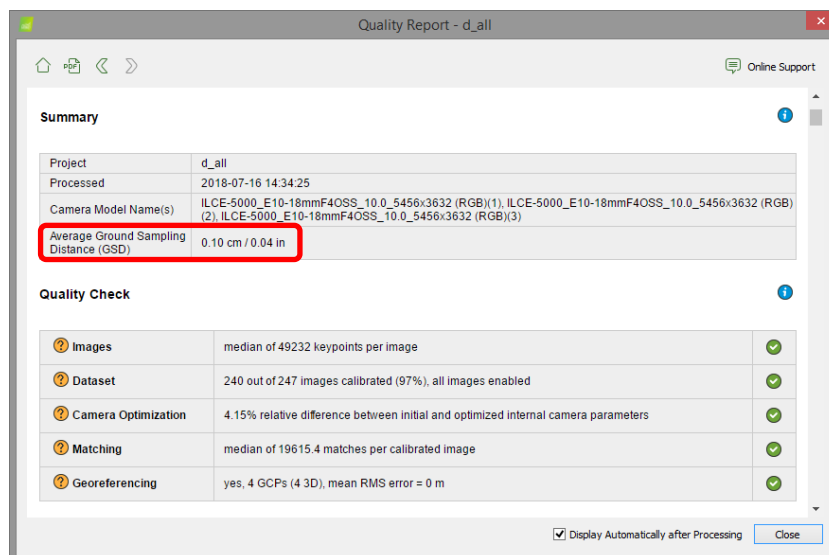 Quality Report - d_all
PDF
Online Support
Summary
Project d_all
Processed 2018-07-16 14:34:25
Camera Model Name(s) ILCE-5000_E10-18mmF4OSS_10.0_5456x3632 (RGB)(1), ILCE-5000_E10-18mmF4OSS_10.0_5456x3632 (RGB)
(2), ILCE-5000_E10-18mmF4OSS_10.0_5456x3632 (RGB)(3)
Average Ground Sampling
Distance (GSD) 0.10 cm / 0.04 in
Quality Check
Images median of 49232 keypoints per image
Dataset 240 out of 247 images calibrated (97%), all images enabled
Camera Optimization 4.15% relative difference between initial and optimized internal camera parameters
Matching median of 19615.4 matches per calibrated image
Georeferencing yes, 4 GCPs (4 3D), mean RMS error = 0 m
Display Automatically after Processing Close